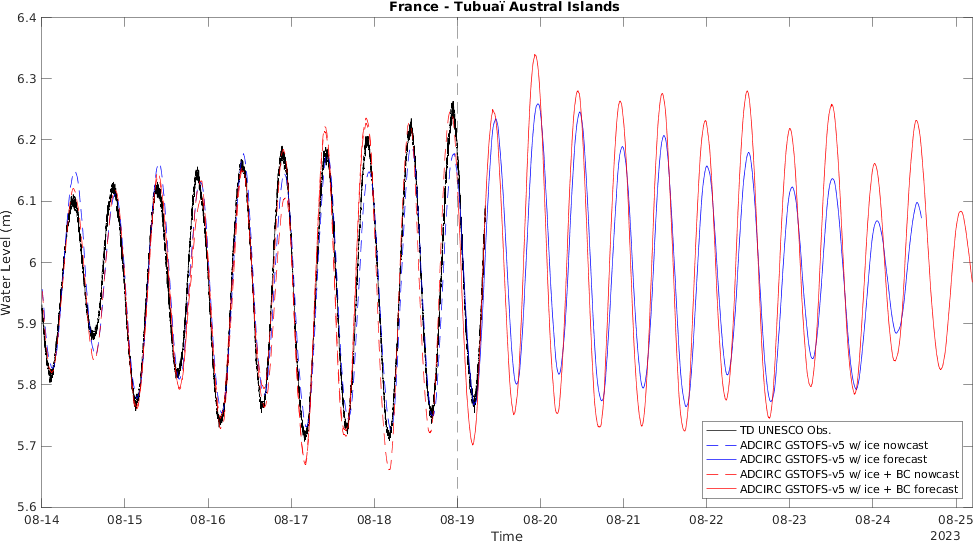 France - Tubuaï Austral Islands
6.4
6.3
6.2
6.1
6
5.9
5.8
5.7
5.6
Water Level (m)
TD UNESCO Obs.
ADCIRC GSTOFS-v5 w/ ice nowcast
ADCIRC GSTOFS-v5 w/ ice forecast
ADCIRC GSTOFS-v5 w/ ice + BC nowcast
ADCIRC GSTOFS-v5 w/ ice + BC forecast
08-14 08-15 08-16 08-17 08-18 08-19 08-20 08-21 08-22 08-23 08-24 08-25
Time
2023